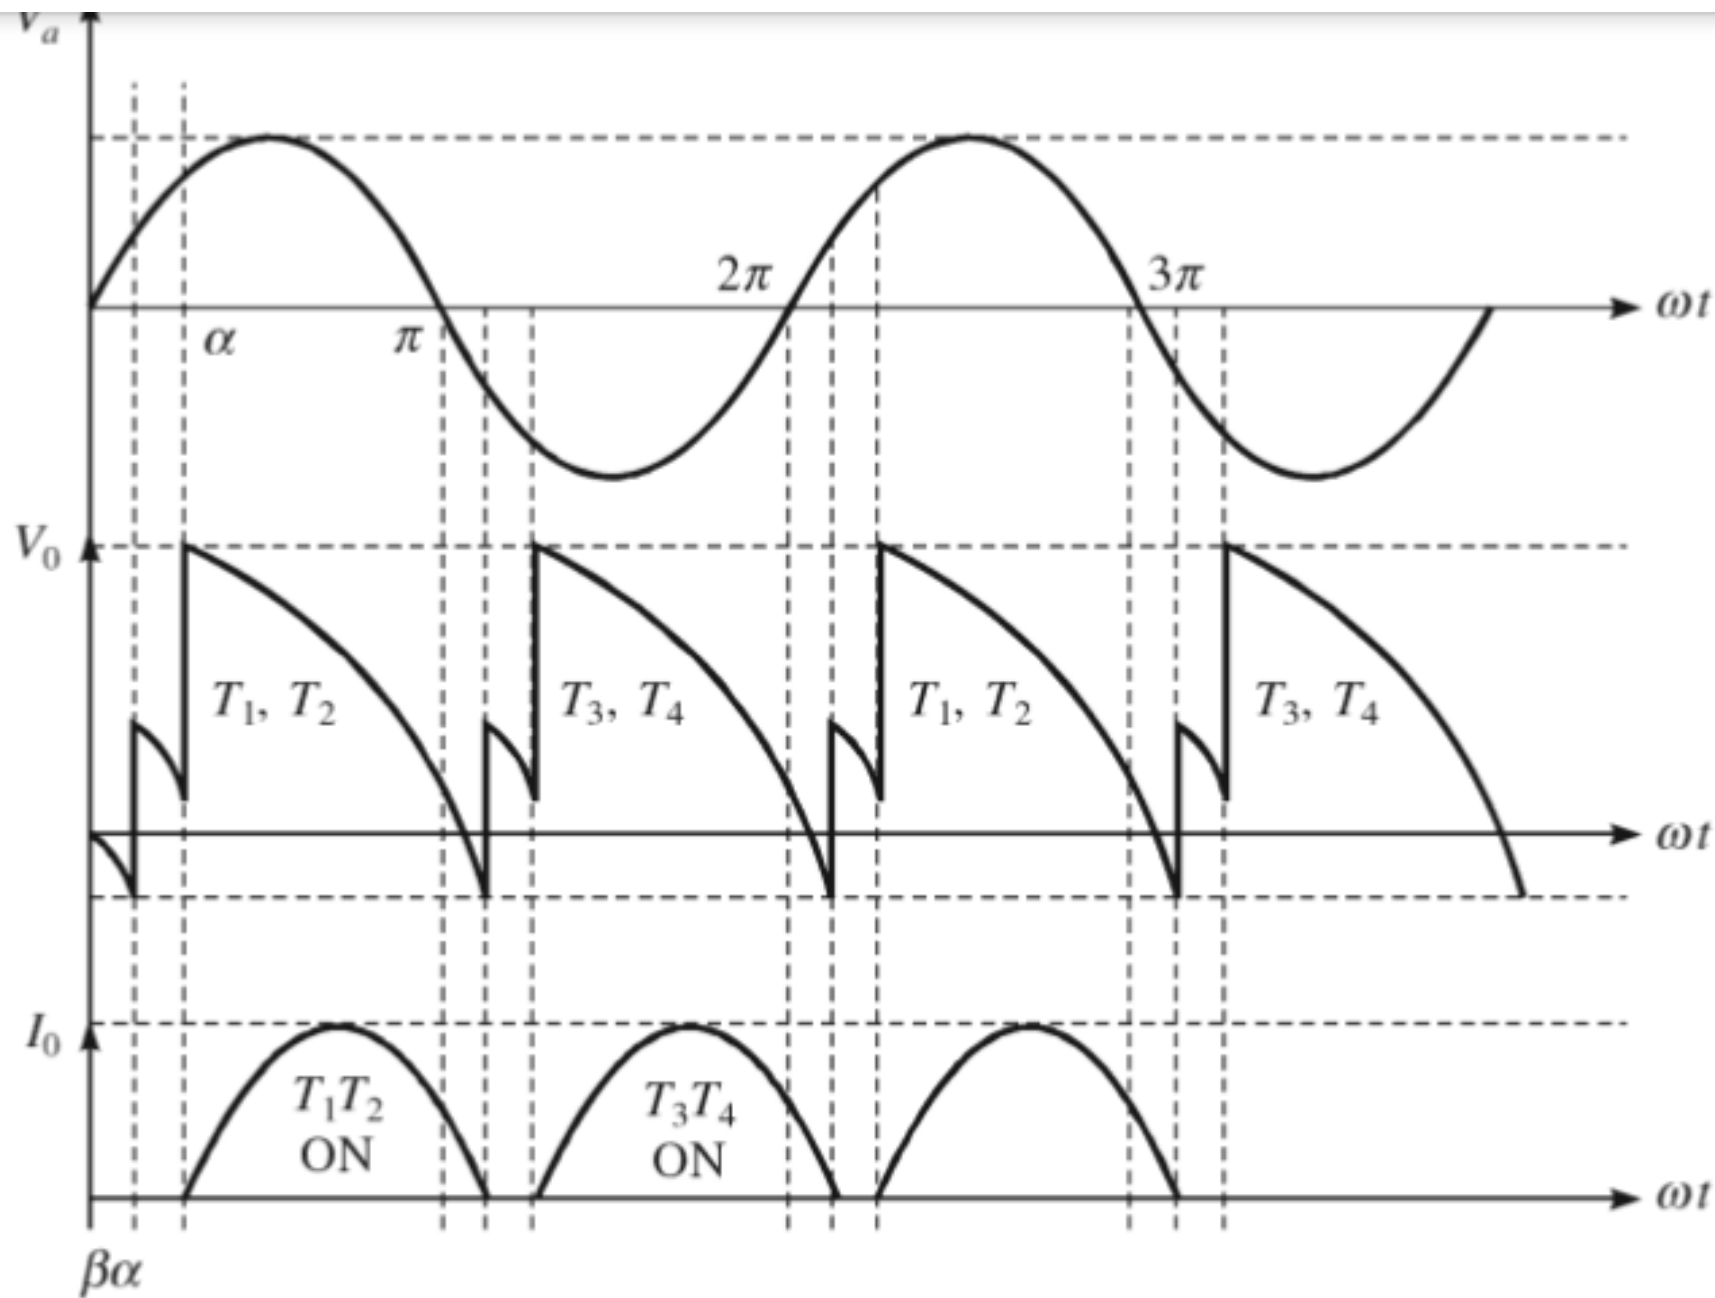 V_a
2π
3π
ωt
α
π
V₀
T₁, T₂
T₃, T₄
T₁, T₂
T₃, T₄
ωt
I₀
T₁T₂
ON
T₃T₄
ON
ωt
βα